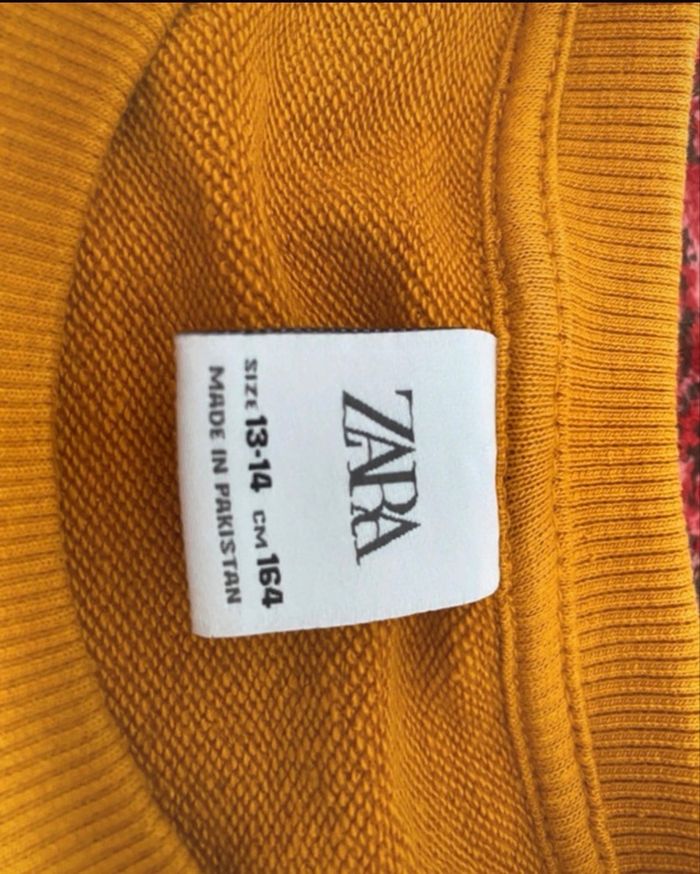 ZARA
SIZE 13-14 CM 164
MADE IN PAKISTAN